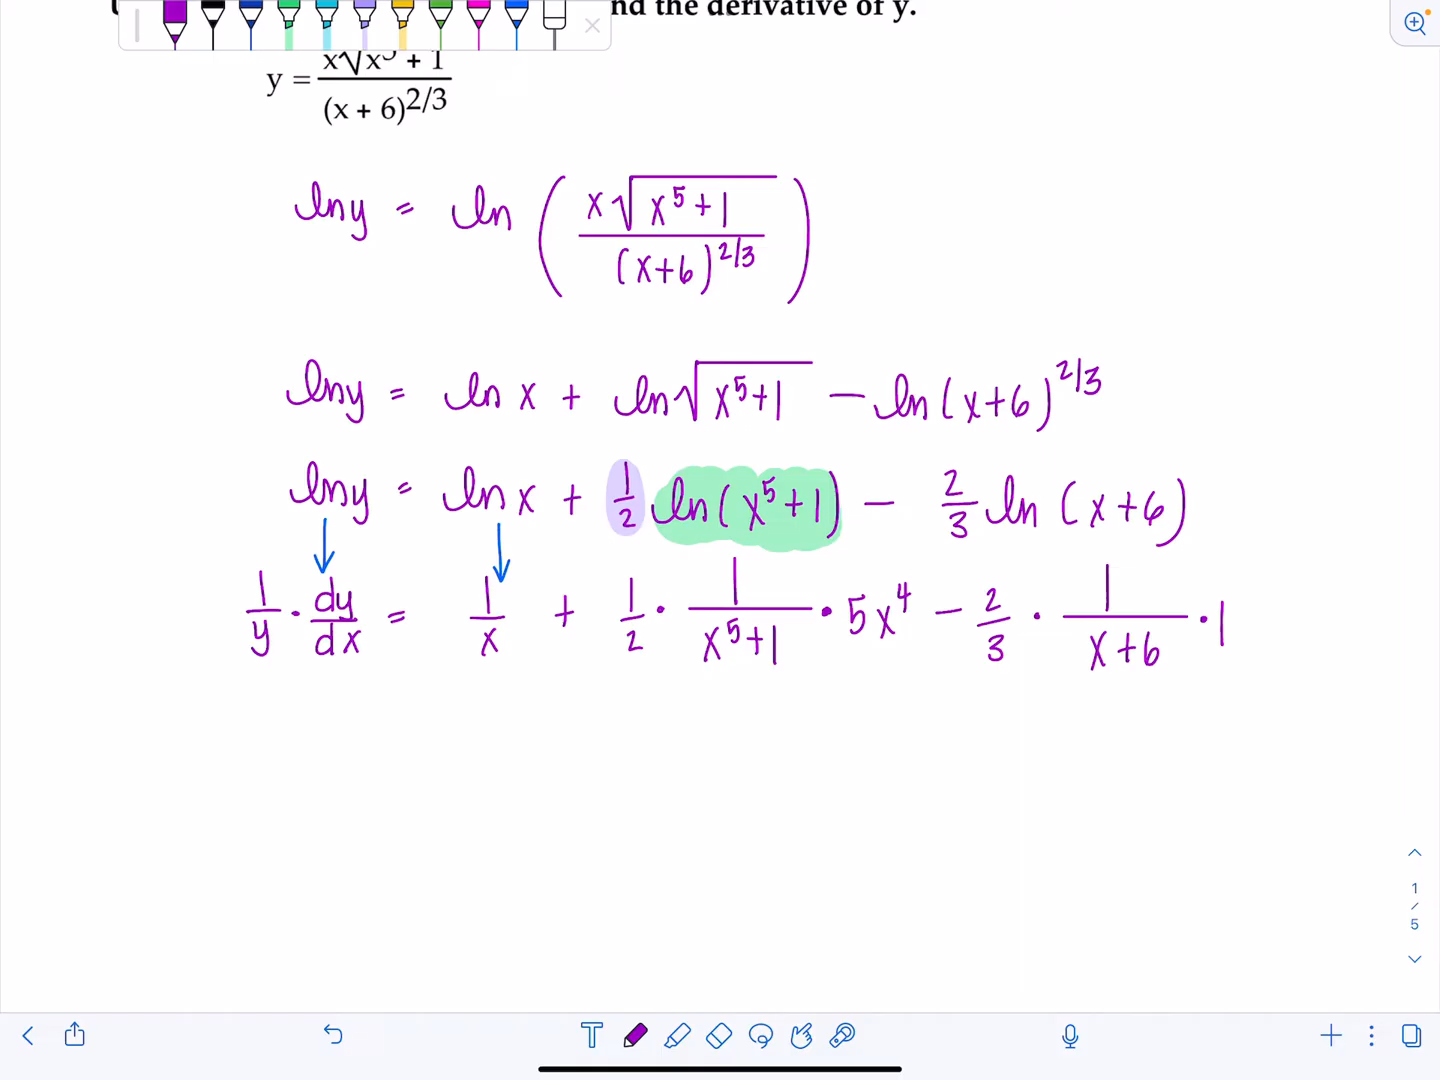 nd the derivative of y.
y = x√x⁵ + 1 / (x + 6)^2/3
ln y = ln ( x√x⁵+1 / (x+6)^2/3 )
ln y = ln x + ln √x⁵+1 − ln (x+6)^2/3
ln y = ln x + 1/2 ln (x⁵+1) − 2/3 ln (x+6)
1/y · dy/dx = 1/x + 1/2 · 1/x⁵+1 · 5x⁴ − 2/3 · 1/x+6 · 1
1
/
5
T